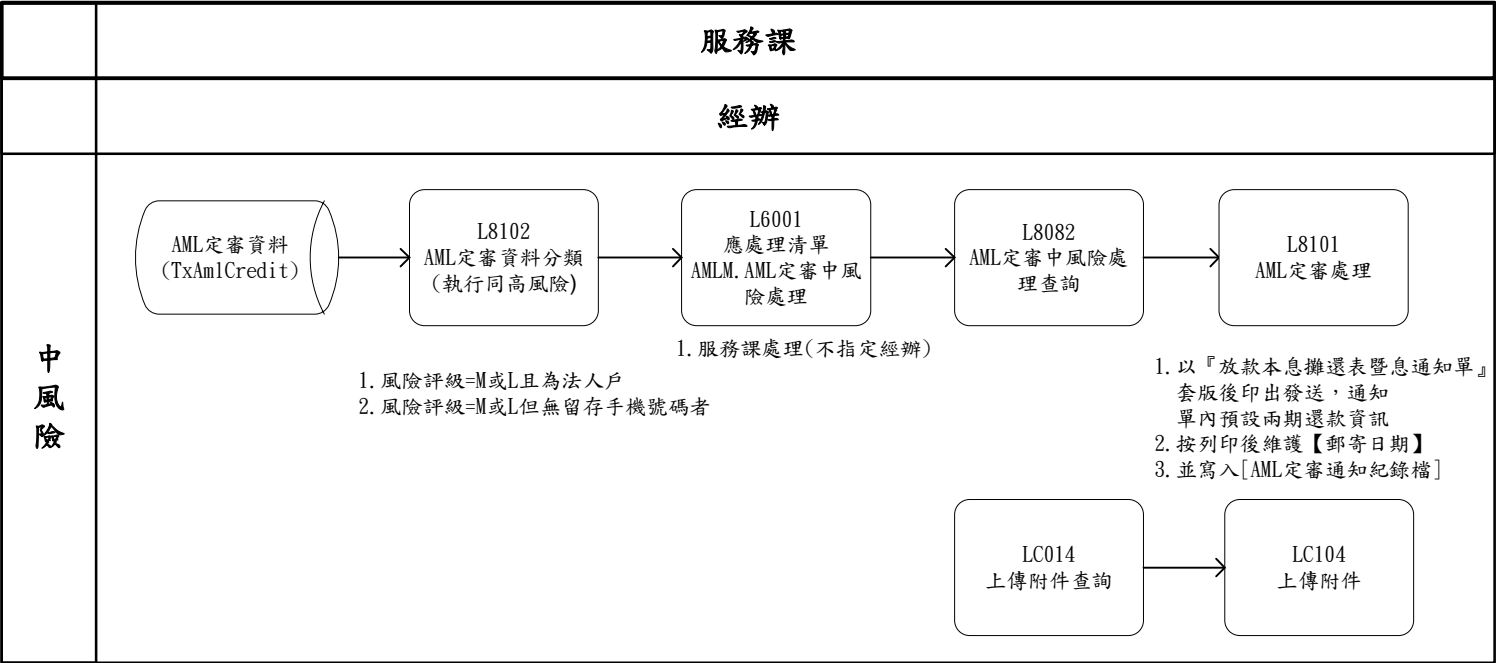 服務課
經辦
中
風
險
AML定審資料
(TxAmlCredit)
L8102
AML定審資料分類
(執行同高風險)
L6001
應處理清單
AMLM.AML定審中風
險處理
L8082
AML定審中風險處
理查詢
L8101
AML定審處理
1.風險評級=M或L且為法人戶
2.風險評級=M或L但無留存手機號碼者
1.服務課處理(不指定經辦)
1.以『放款本息攤還表暨息通知單』
套版後印出發送，通知
單內預設兩期還款資訊
2.按列印後維護【郵寄日期】
3.並寫入[AML定審通知紀錄檔]
LC014
上傳附件查詢
LC104
上傳附件